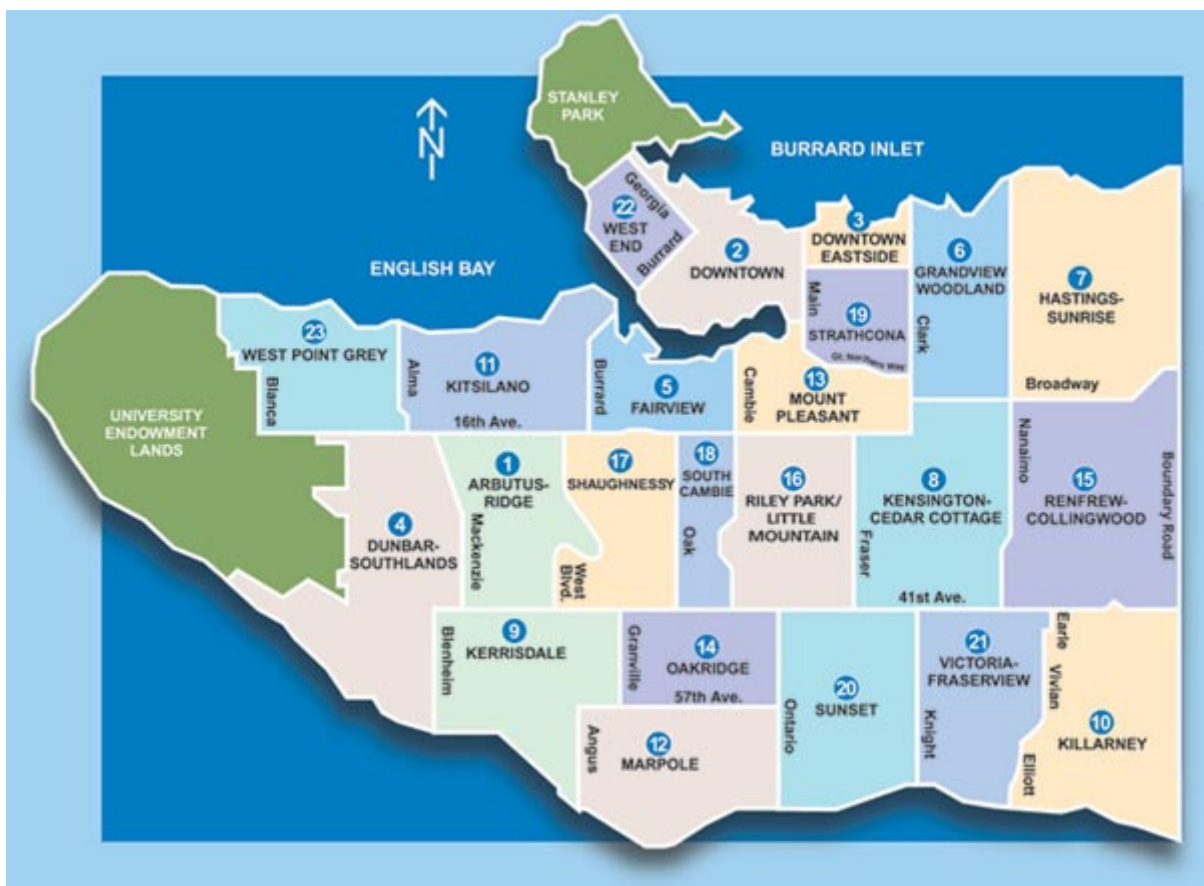 STANLEY
PARK
N
BURRARD INLET
Georgia
22
WEST
END
Burrard
2
DOWNTOWN
3
DOWNTOWN
EASTSIDE
6
GRANDVIEW
WOODLAND
7
HASTINGS-
SUNRISE
ENGLISH BAY
Main
19
STRATHCONA
Gt. Northern Way
Clark
23
WEST POINT GREY
Blanca
Alma
11
KITSILANO
16th Ave.
Burrard
5
FAIRVIEW
Cambie
13
MOUNT
PLEASANT
Broadway
UNIVERSITY
ENDOWMENT
LANDS
4
DUNBAR-
SOUTHLANDS
1
ARBUTUS-
RIDGE
Mackenzie
17
SHAUGHNESSY
West
Blvd.
18
SOUTH
CAMBIE
Oak
16
RILEY PARK/
LITTLE
MOUNTAIN
Fraser
8
KENSINGTON-
CEDAR COTTAGE
41st Ave.
Nanaimo
15
RENFREW-
COLLINGWOOD
Boundary Road
Blenheim
9
KERRISDALE
Granville
14
OAKRIDGE
57th Ave.
Ontario
20
SUNSET
21
VICTORIA-
FRASERVIEW
Knight
Earle
Vivian
Elliott
10
KILLARNEY
Angus
12
MARPOLE